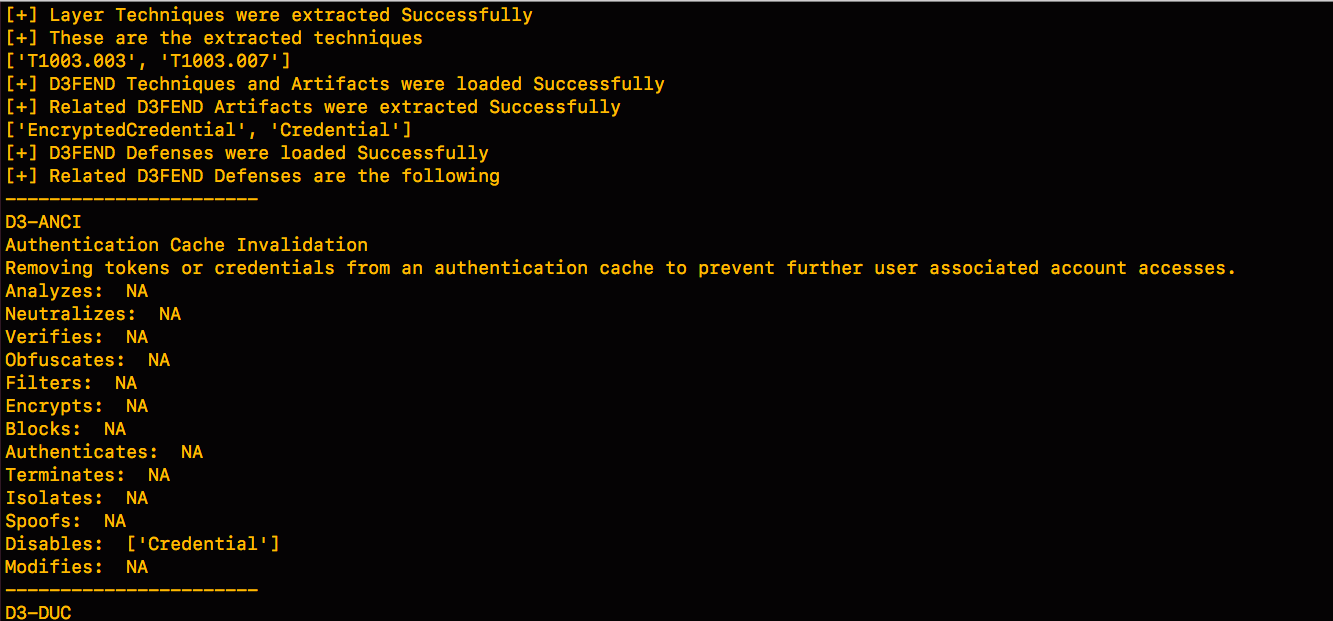 [+] Layer Techniques were extracted Successfully
[+] These are the extracted techniques
['T1003.003', 'T1003.007']
[+] D3FEND Techniques and Artifacts were loaded Successfully
[+] Related D3FEND Artifacts were extracted Successfully
['EncryptedCredential', 'Credential']
[+] D3FEND Defenses were loaded Successfully
[+] Related D3FEND Defenses are the following
-----------------------
D3-ANCI
Authentication Cache Invalidation
Removing tokens or credentials from an authentication cache to prevent further user associated account accesses.
Analyzes:  NA
Neutralizes:  NA
Verifies:  NA
Obfuscates:  NA
Filters:  NA
Encrypts:  NA
Blocks:  NA
Authenticates:  NA
Terminates:  NA
Isolates:  NA
Spoofs:  NA
Disables:  ['Credential']
Modifies:  NA
-----------------------
D3-DUC